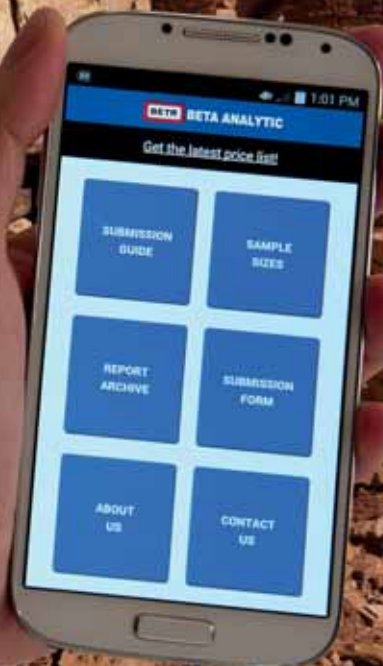 1:01 PM
BETA BETA ANALYTIC
Get the latest price list!
SUBMISSION
GUIDE
SAMPLE
SIZES
REPORT
ARCHIVE
SUBMISSION
FORM
ABOUT
US
CONTACT
US